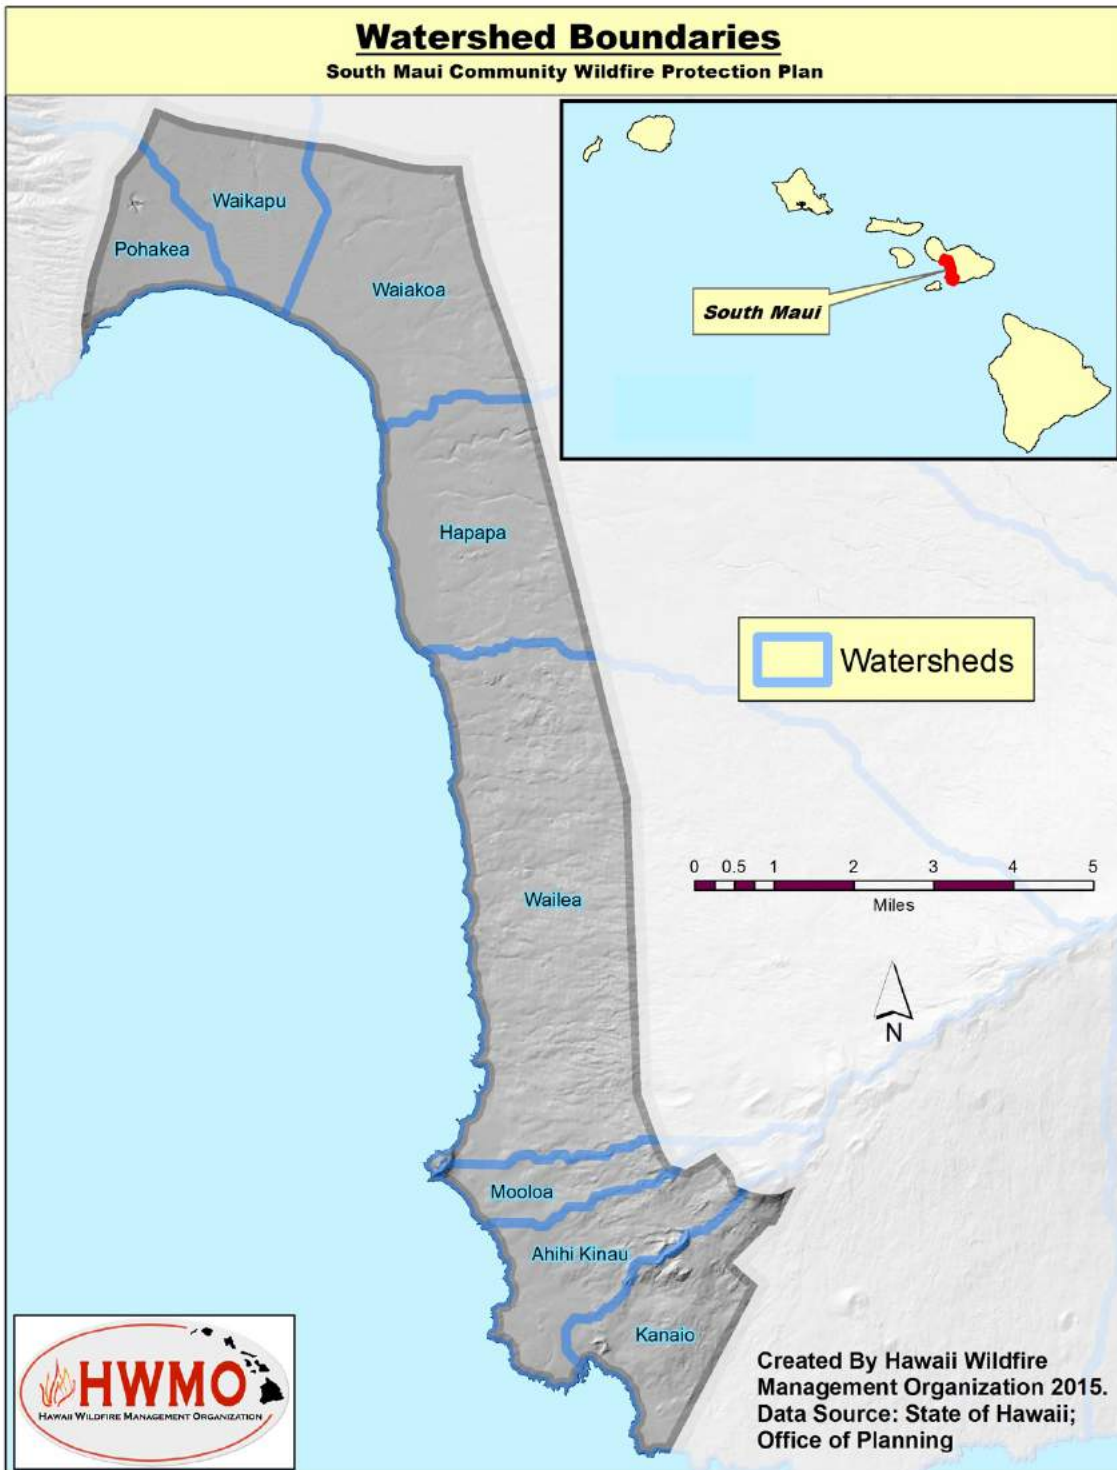 Watershed Boundaries
South Maui Community Wildfire Protection Plan
South Maui
Waikapu
Pohakea
Waiakoa
Hapapa
Watersheds
0 0.5 1 2 3 4 5
Miles
Wailea
N
Mooloa
Ahihi Kinau
Kanaio
HWMO
HAWAII WILDFIRE MANAGEMENT ORGANIZATION
Created By Hawaii Wildfire
Management Organization 2015.
Data Source: State of Hawaii;
Office of Planning